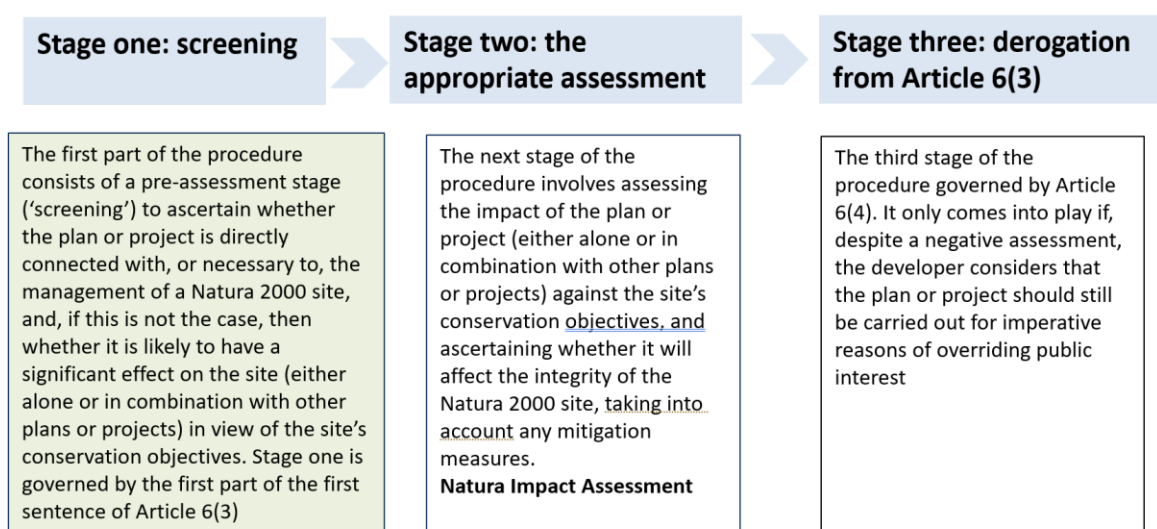 Stage one: screening
Stage two: the
appropriate assessment
Stage three: derogation
from Article 6(3)
The first part of the procedure
consists of a pre-assessment stage
(‘screening’) to ascertain whether
the plan or project is directly
connected with, or necessary to, the
management of a Natura 2000 site,
and, if this is not the case, then
whether it is likely to have a
significant effect on the site (either
alone or in combination with other
plans or projects) in view of the site’s
conservation objectives. Stage one is
governed by the first part of the first
sentence of Article 6(3)
The next stage of the
procedure involves assessing
the impact of the plan or
project (either alone or in
combination with other plans
or projects) against the site’s
conservation objectives, and
ascertaining whether it will
affect the integrity of the
Natura 2000 site, taking into
account any mitigation
measures.
Natura Impact Assessment
The third stage of the
procedure governed by Article
6(4). It only comes into play if,
despite a negative assessment,
the developer considers that
the plan or project should still
be carried out for imperative
reasons of overriding public
interest